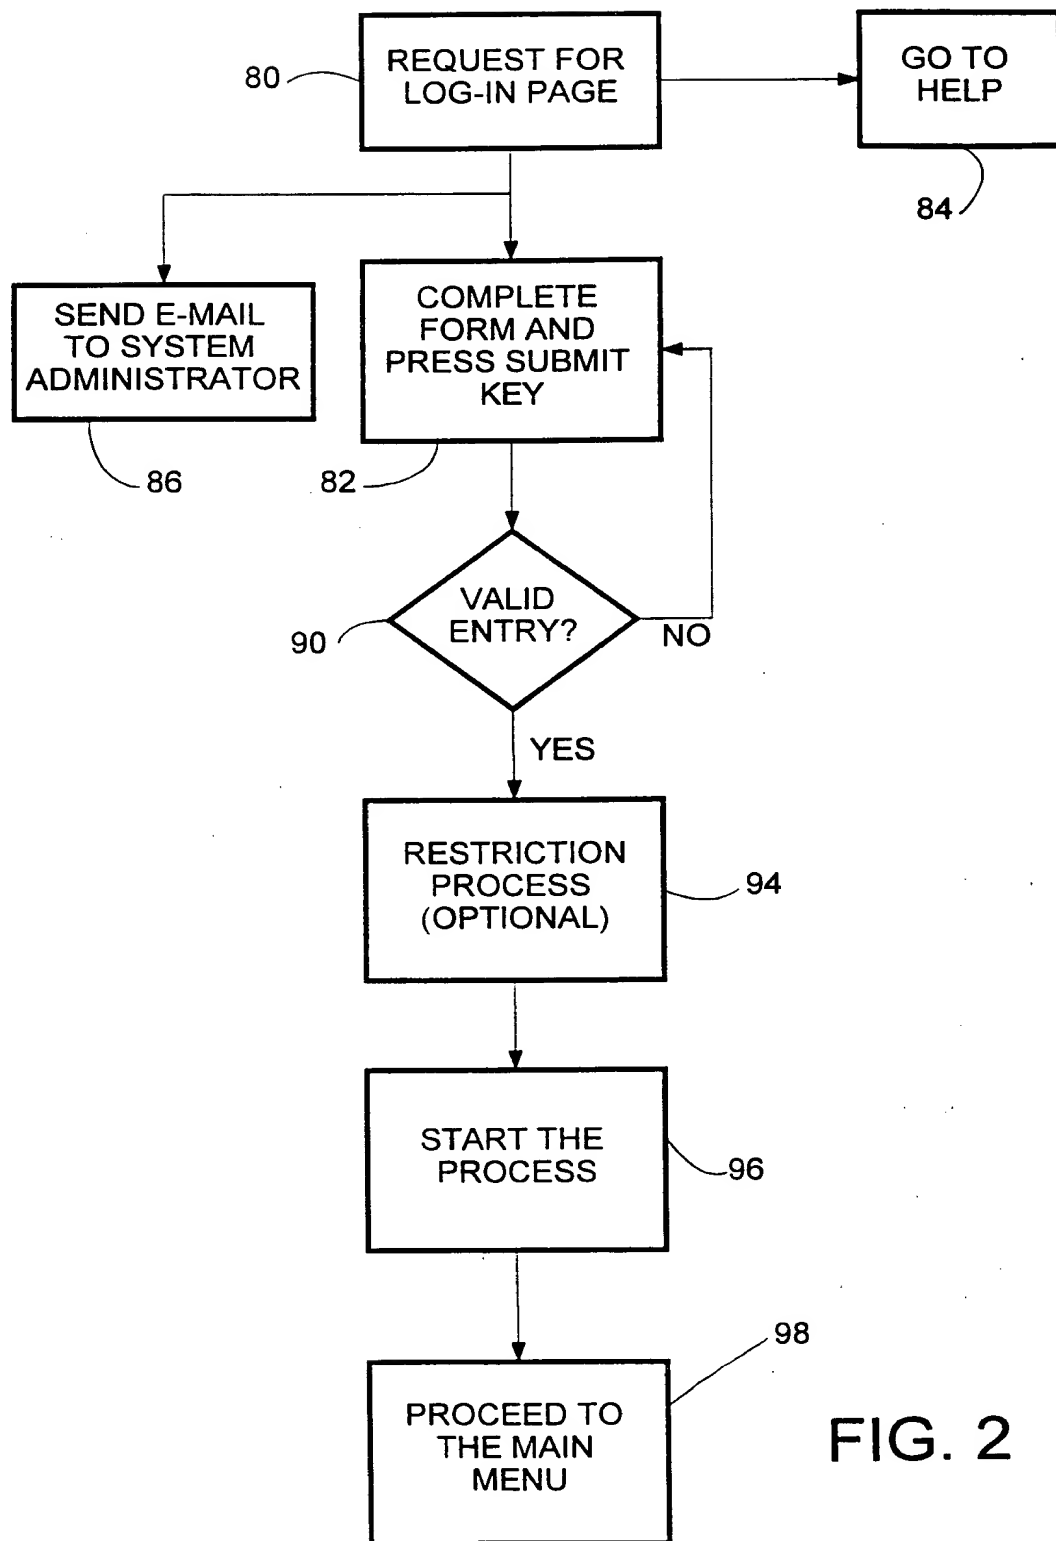 80
REQUEST FOR
LOG-IN PAGE
GO TO
HELP
84
SEND E-MAIL
TO SYSTEM
ADMINISTRATOR
86
COMPLETE
FORM AND
PRESS SUBMIT
KEY
82
VALID
ENTRY?
90
NO
YES
RESTRICTION
PROCESS
(OPTIONAL)
94
START THE
PROCESS
96
98
PROCEED TO
THE MAIN
MENU
FIG. 2